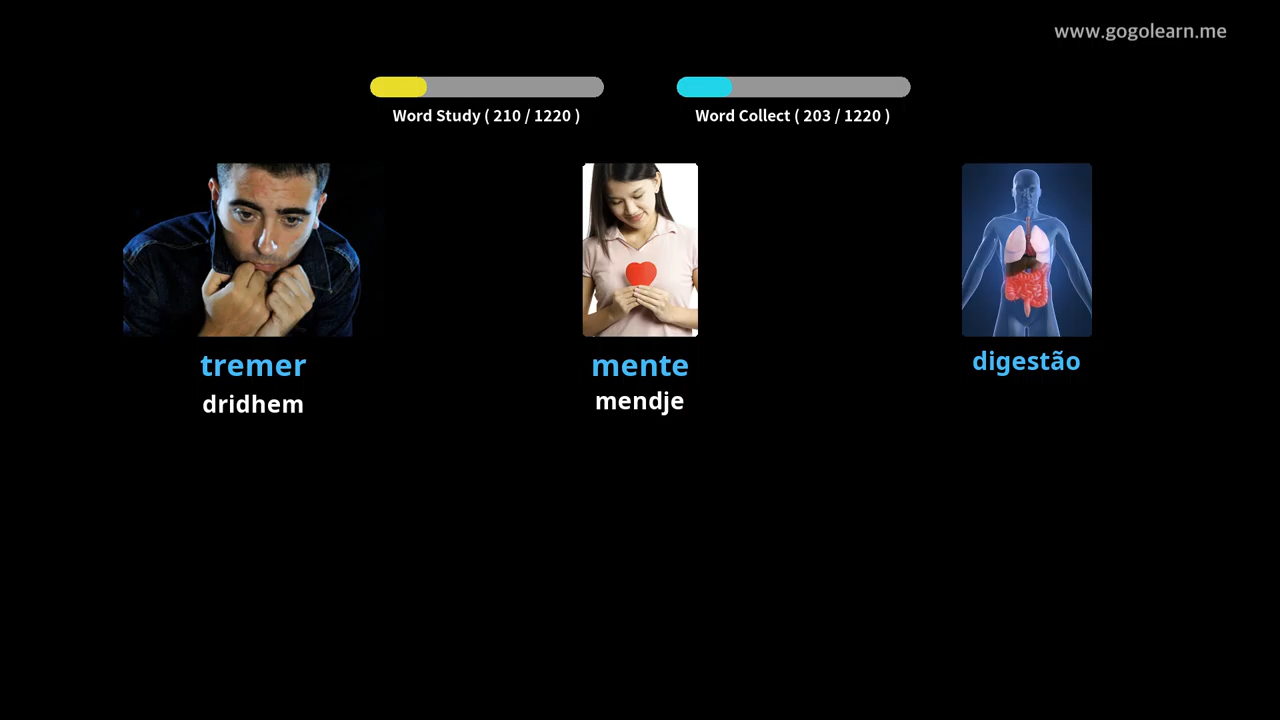 www.gogolearn.me
Word Study ( 210 / 1220 )
Word Collect ( 203 / 1220 )
tremer
dridhem
mente
mendje
digestão